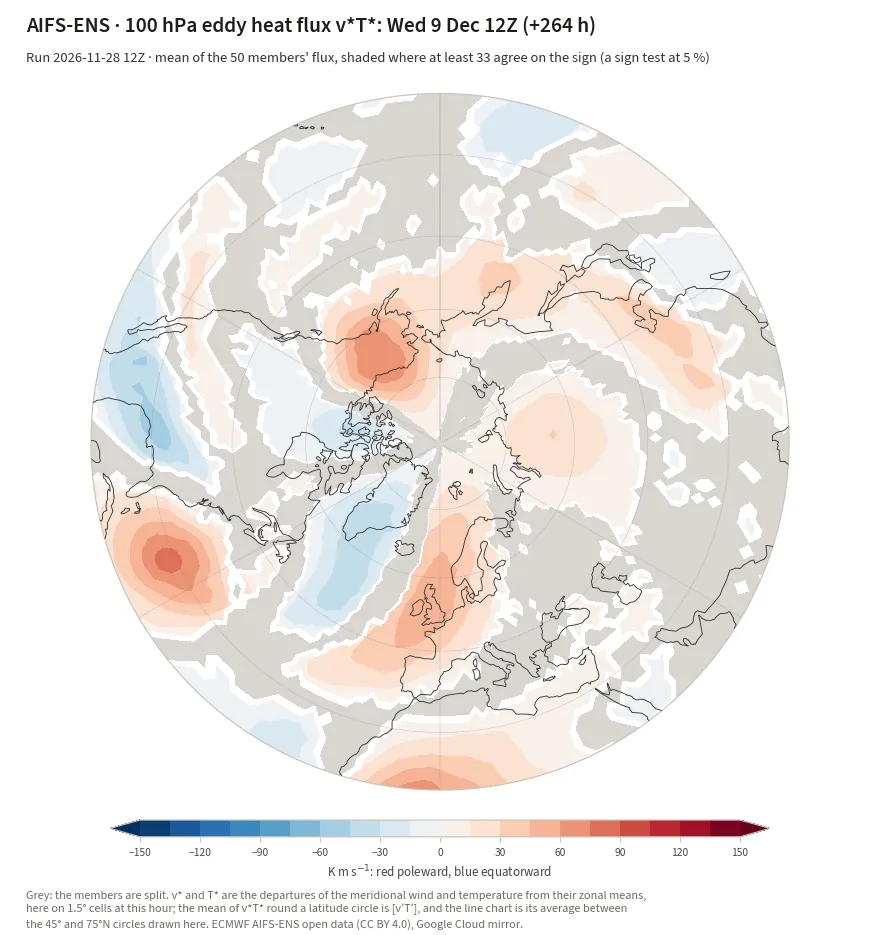 AIFS-ENS · 100 hPa eddy heat flux v*T*: Wed 9 Dec 12Z (+264 h)
Run 2026-11-28 12Z · mean of the 50 members' flux, shaded where at least 33 agree on the sign (a sign test at 5 %)
−150 −120 −90 −60 −30 0 30 60 90 120 150
K m s⁻¹: red poleward, blue equatorward
Grey: the members are split. v* and T* are the departures of the meridional wind and temperature from their zonal means,
here on 1.5° cells at this hour; the mean of v*T* round a latitude circle is [v′T′], and the line chart is its average between
the 45° and 75°N circles drawn here. ECMWF AIFS-ENS open data (CC BY 4.0), Google Cloud mirror.